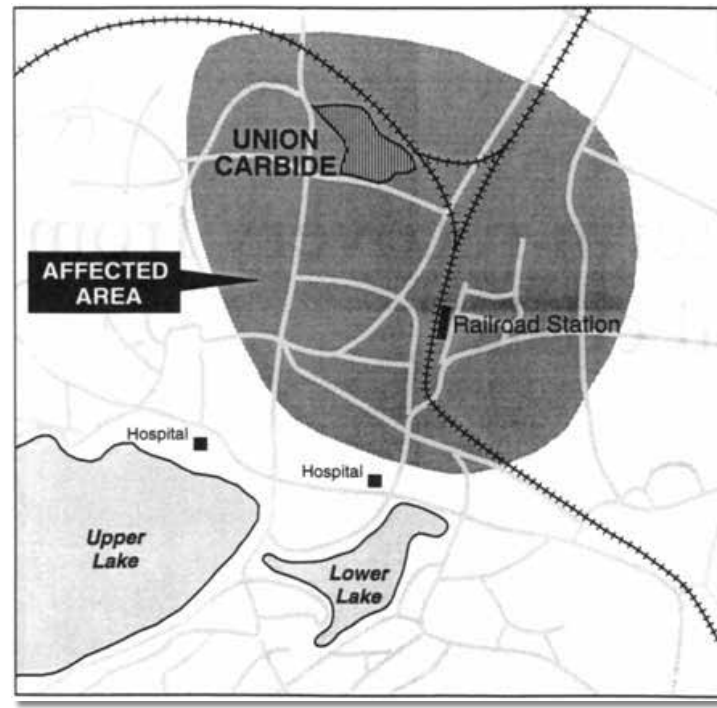 UNION
CARBIDE
AFFECTED
AREA
Railroad Station
Hospital
Hospital
Upper
Lake
Lower
Lake